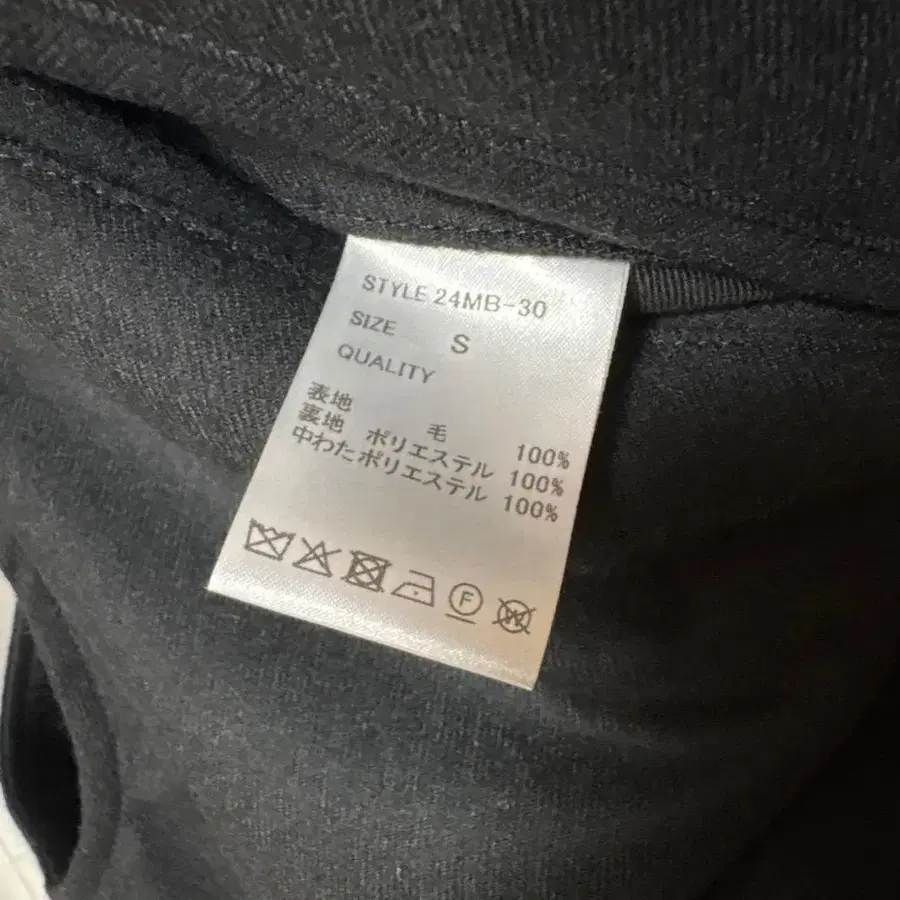 STYLE 24MB-30
SIZE S
QUALITY
表地 毛 100%
裏地 ポリエステル 100%
中わた ポリエステル 100%
F
W